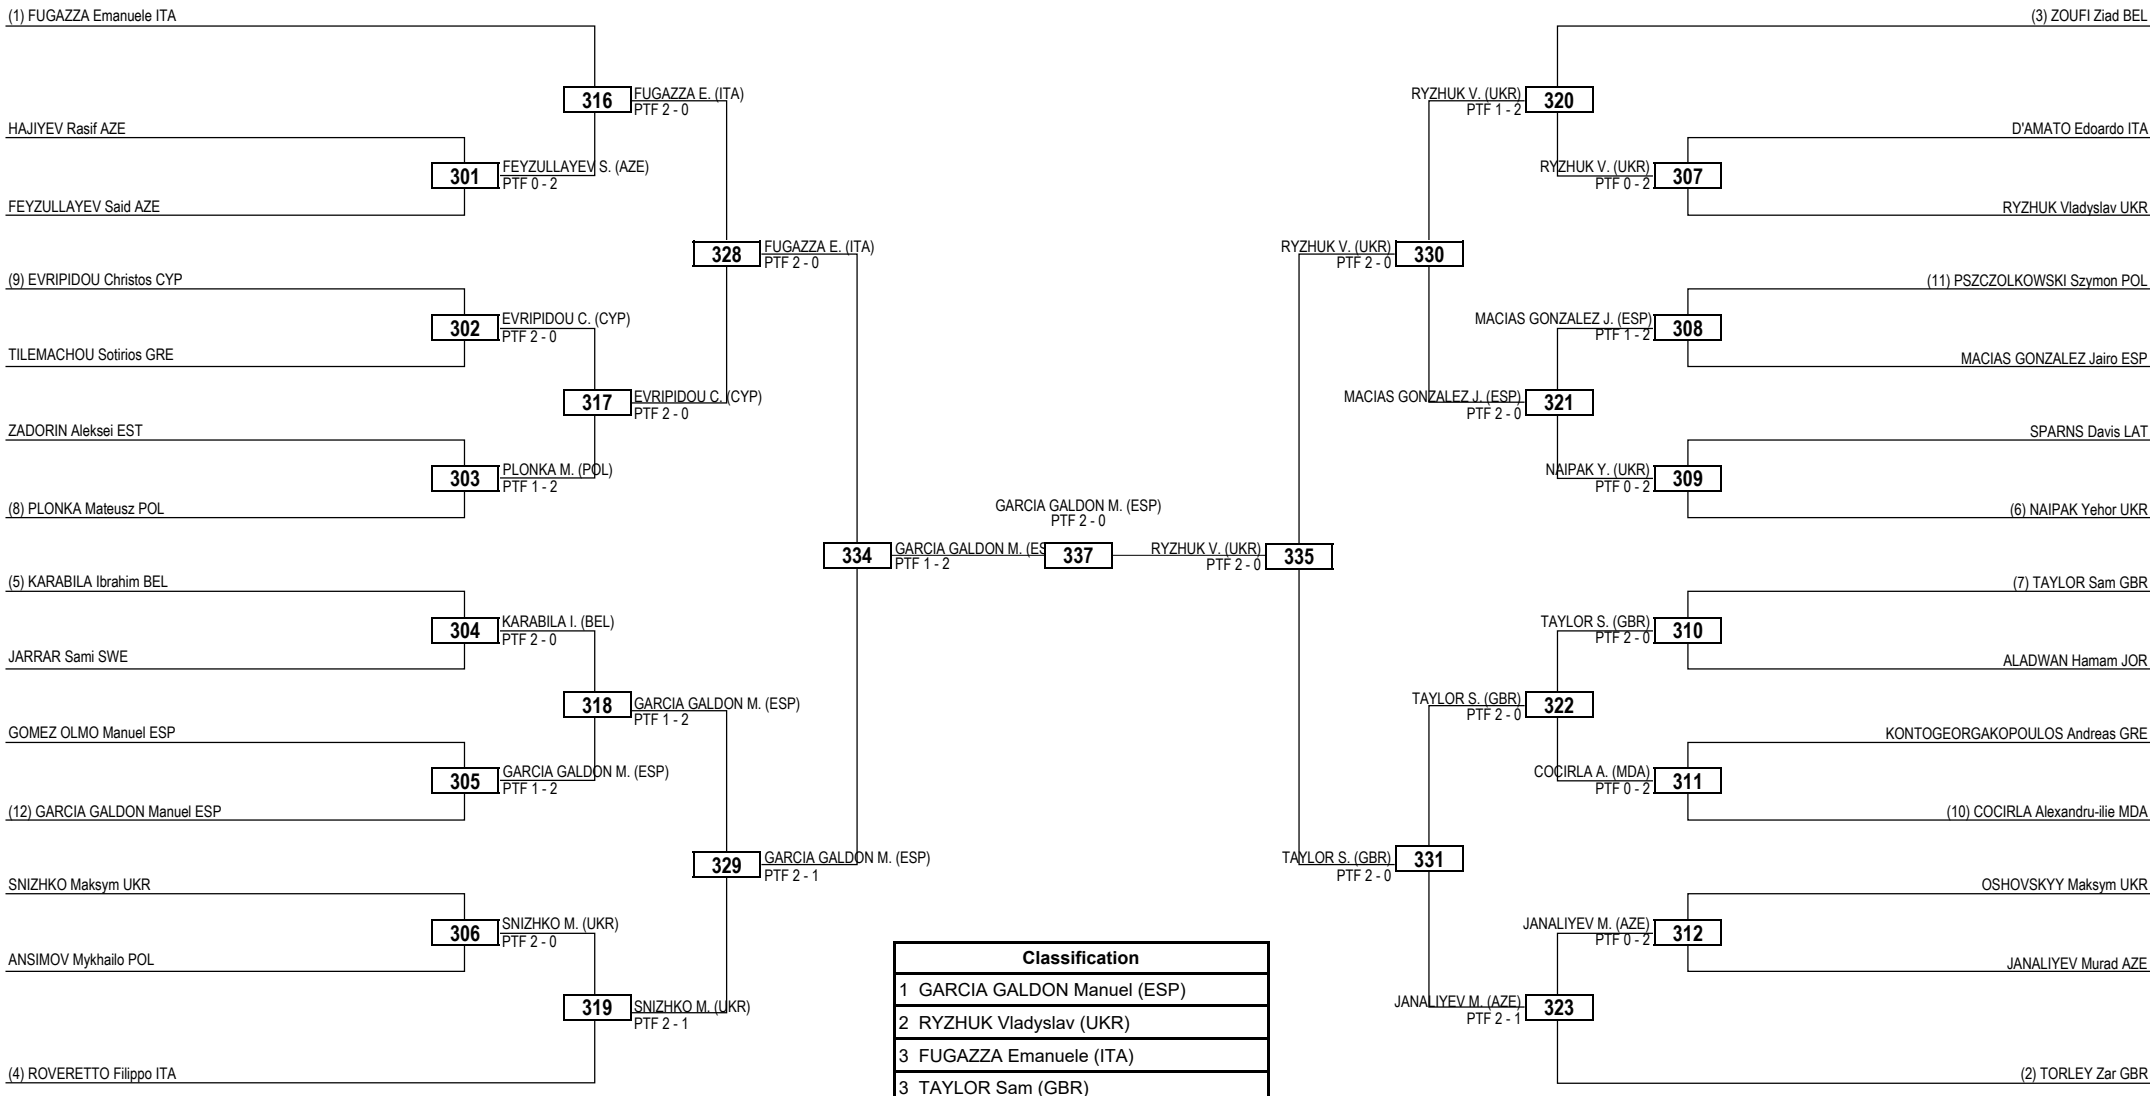 (1) FUGAZZA Emanuele ITA
(3) ZOUFI Ziad BEL
316
FUGAZZA E. (ITA)
PTF 2 - 0
RYZHUK V. (UKR)
PTF 1 - 2
320
HAJIYEV Rasif AZE
D'AMATO Edoardo ITA
301
FEYZULLAYEV S. (AZE)
PTF 0 - 2
RYZHUK V. (UKR)
PTF 0 - 2
307
FEYZULLAYEV Said AZE
RYZHUK Vladyslav UKR
328
FUGAZZA E. (ITA)
PTF 2 - 0
RYZHUK V. (UKR)
PTF 2 - 0
330
(9) EVRIPIDOU Christos CYP
(11) PSZCZOLKOWSKI Szymon POL
302
EVRIPIDOU C. (CYP)
PTF 2 - 0
MACIAS GONZALEZ J. (ESP)
PTF 1 - 2
308
TILEMACHOU Sotirios GRE
MACIAS GONZALEZ Jairo ESP
317
EVRIPIDOU C. (CYP)
PTF 2 - 0
MACIAS GONZALEZ J. (ESP)
PTF 2 - 0
321
ZADORIN Aleksei EST
SPARNS Davis LAT
303
PLONKA M. (POL)
PTF 1 - 2
NAIPAK Y. (UKR)
PTF 0 - 2
309
(8) PLONKA Mateusz POL
(6) NAIPAK Yehor UKR
GARCIA GALDON M. (ESP)
PTF 2 - 0
334
GARCIA GALDON M. (ES
PTF 1 - 2
337
RYZHUK V. (UKR)
PTF 2 - 0
335
(5) KARABILA Ibrahim BEL
(7) TAYLOR Sam GBR
304
KARABILA I. (BEL)
PTF 2 - 0
TAYLOR S. (GBR)
PTF 2 - 0
310
JARRAR Sami SWE
ALADWAN Hamam JOR
318
GARCIA GALDON M. (ESP)
PTF 1 - 2
TAYLOR S. (GBR)
PTF 2 - 0
322
GOMEZ OLMO Manuel ESP
KONTOGEORGAKOPOULOS Andreas GRE
305
GARCIA GALDON M. (ESP)
PTF 1 - 2
COCIRLA A. (MDA)
PTF 0 - 2
311
(12) GARCIA GALDON Manuel ESP
(10) COCIRLA Alexandru-ilie MDA
329
GARCIA GALDON M. (ESP)
PTF 2 - 1
TAYLOR S. (GBR)
PTF 2 - 0
331
SNIZHKO Maksym UKR
OSHOVSKYY Maksym UKR
306
SNIZHKO M. (UKR)
PTF 2 - 0
JANALIYEV M. (AZE)
PTF 0 - 2
312
ANSIMOV Mykhailo POL
JANALIYEV Murad AZE
319
SNIZHKO M. (UKR)
PTF 2 - 1
JANALIYEV M. (AZE)
PTF 2 - 1
323
(4) ROVERETTO Filippo ITA
(2) TORLEY Zar GBR
Classification
1 GARCIA GALDON Manuel (ESP)
2 RYZHUK Vladyslav (UKR)
3 FUGAZZA Emanuele (ITA)
3 TAYLOR Sam (GBR)